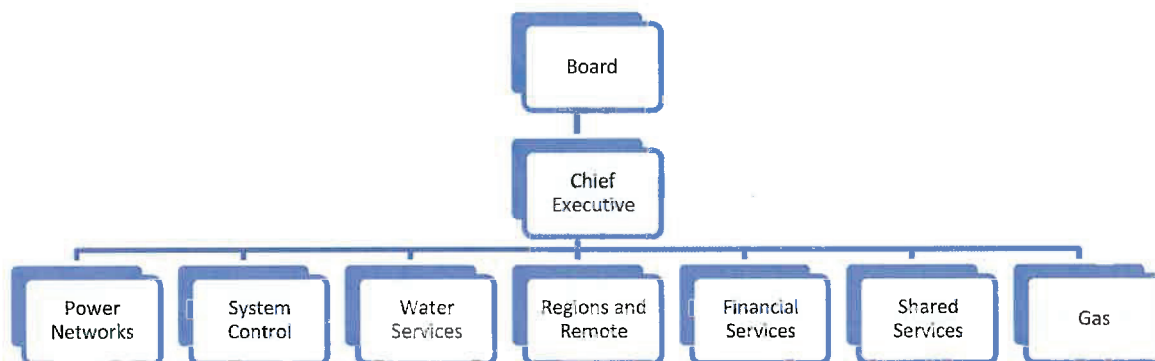 Board
Chief
Executive
Power
Networks
System
Control
Water
Services
Regions and
Remote
Financial
Services
Shared
Services
Gas